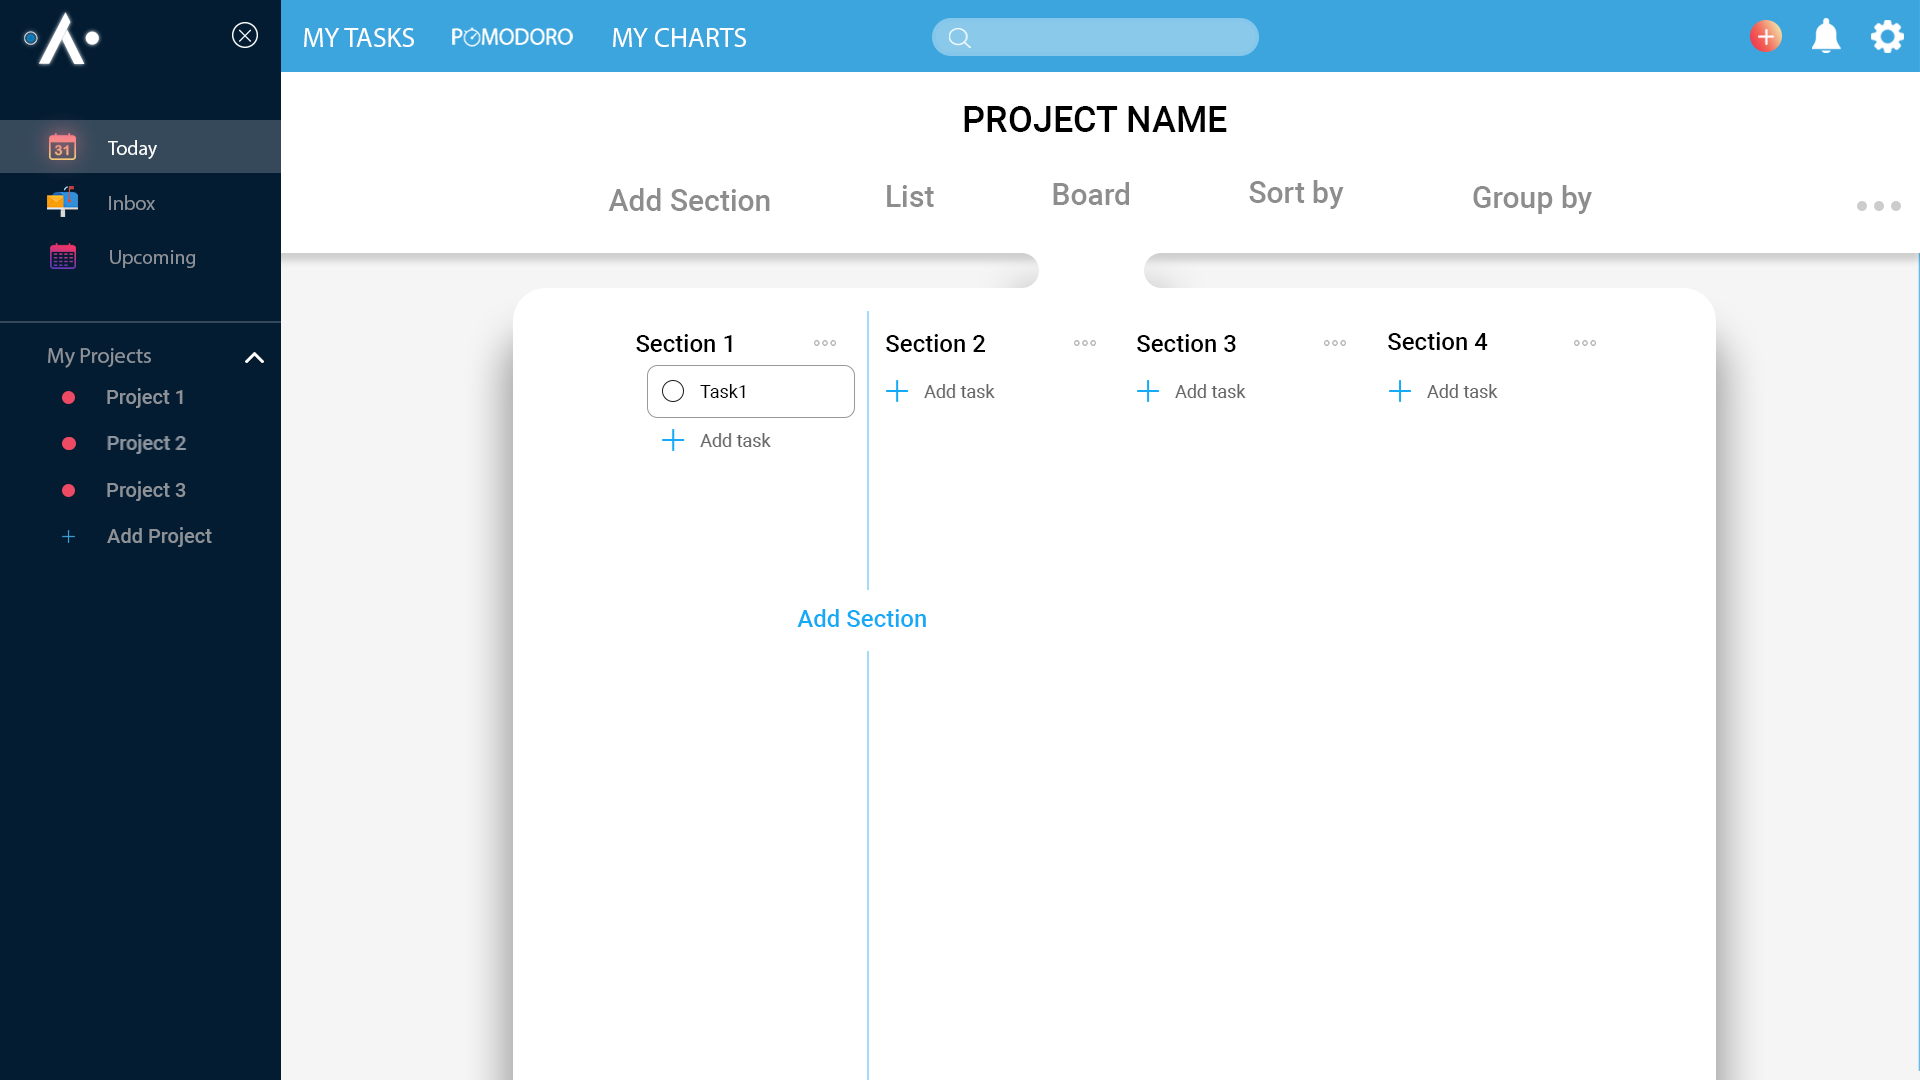 MY TASKS
POMODORO
MY CHARTS
31
Today
Inbox
Upcoming
My Projects
Project 1
Project 2
Project 3
Add Project
PROJECT NAME
Add Section
List
Board
Sort by
Group by
Section 1
Task1
Add task
Add Section
Section 2
Add task
Section 3
Add task
Section 4
Add task